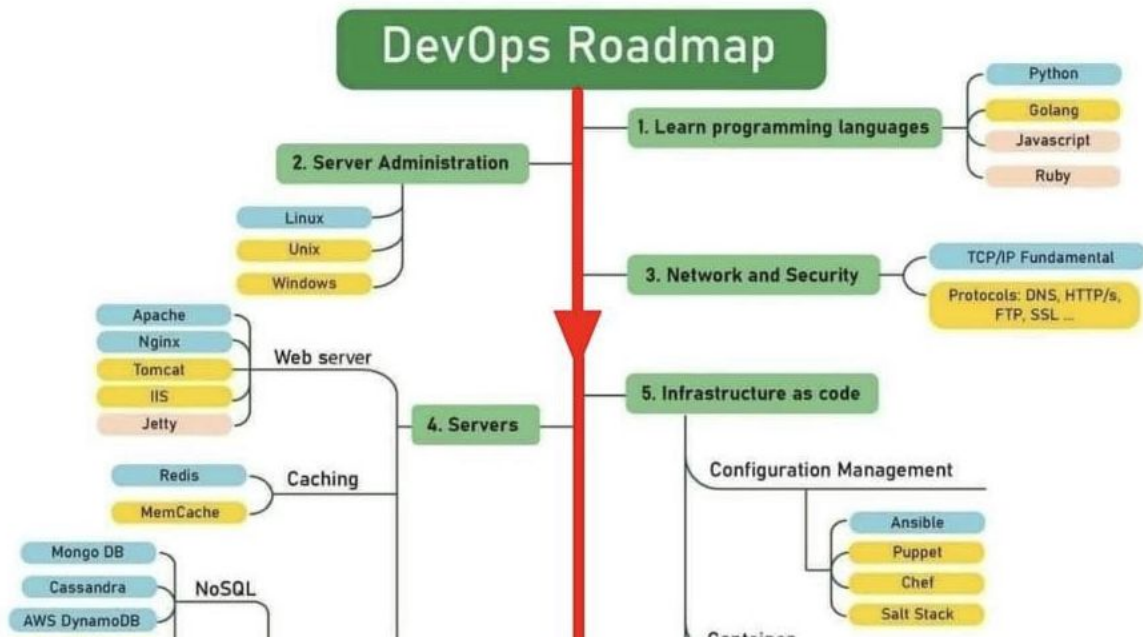 DevOps Roadmap
1. Learn programming languages
Python
Golang
Javascript
Ruby
2. Server Administration
Linux
Unix
Windows
3. Network and Security
TCP/IP Fundamental
Protocols: DNS, HTTP/s,
FTP, SSL ...
4. Servers
Web server
Apache
Nginx
Tomcat
IIS
Jetty
Caching
Redis
MemCache
NoSQL
Mongo DB
Cassandra
AWS DynamoDB
5. Infrastructure as code
Configuration Management
Ansible
Puppet
Chef
Salt Stack